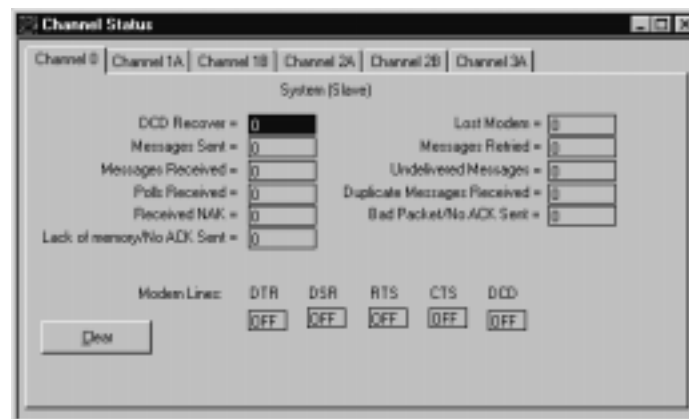 Channel Status
Channel 0 Channel 1A Channel 1B Channel 2A Channel 2B Channel 3A
System (Slave)
DCD Recover = 0 Lost Modem = 0
Messages Sent = 0 Messages Retried = 0
Messages Received = 0 Undelivered Messages = 0
Polls Received = 0 Duplicate Messages Received = 0
Received NAK = 0 Bad Packet/No ACK Sent = 0
Lack of memory/No ACK Sent = 0
Modem Lines: DTR DSR RTS CTS DCD
OFF OFF OFF OFF OFF
Clear